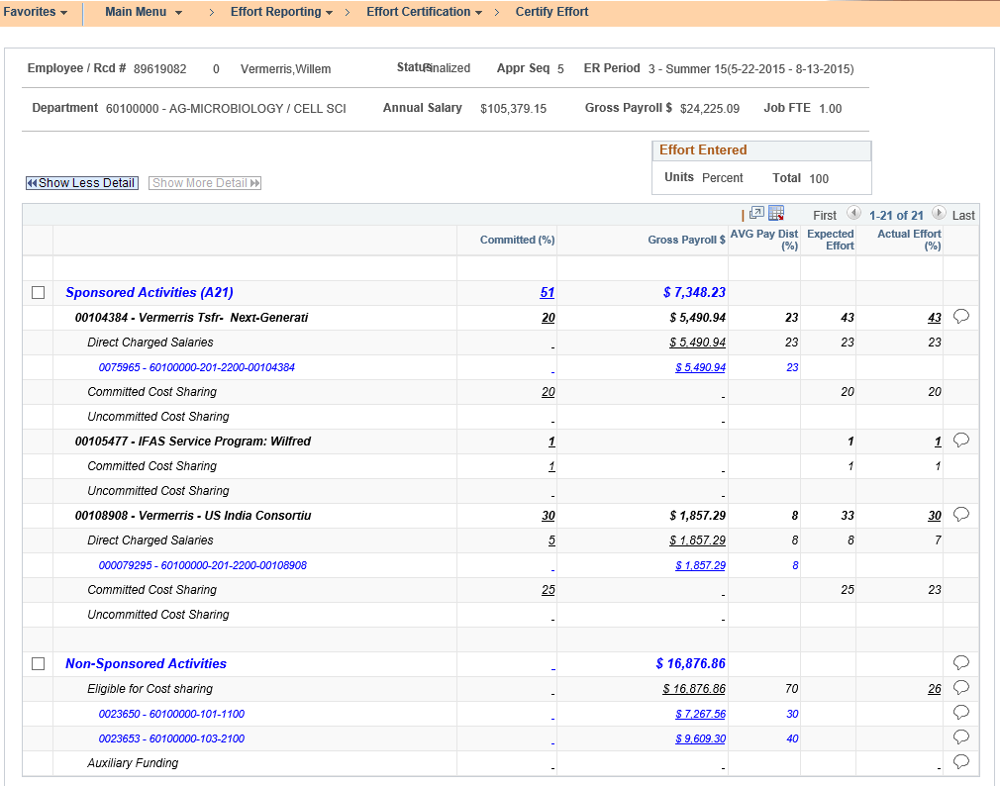 Favorites Main Menu > Effort Reporting > Effort Certification > Certify Effort
Employee / Rcd # 89619082 0 Vermerris,Willem Status Finalized Appr Seq 5 ER Period 3 - Summer 15(5-22-2015 - 8-13-2015)
Department 60100000 - AG-MICROBIOLOGY / CELL SCI Annual Salary $105,379.15 Gross Payroll $ $24,225.09 Job FTE 1.00
Effort Entered
Units Percent Total 100
Show Less Detail Show More Detail
First 1-21 of 21 Last
Committed (%) Gross Payroll $ AVG Pay Dist (%) Expected Effort Actual Effort (%)
Sponsored Activities (A21) 51 $ 7,348.23
00104384 - Vermerris Tsfr- Next-Generati 20 $ 5,490.94 23 43 43
Direct Charged Salaries - $ 5,490.94 23 23 23
0075965 - 60100000-201-2200-00104384 - $ 5,490.94 23
Committed Cost Sharing 20 - 20 20
Uncommitted Cost Sharing - -
00105477 - IFAS Service Program: Wilfred 1 1 1
Committed Cost Sharing 1 - 1 1
Uncommitted Cost Sharing - -
00108908 - Vermerris - US India Consortiu 30 $ 1,857.29 8 33 30
Direct Charged Salaries 5 $ 1,857.29 8 8 7
000079295 - 60100000-201-2200-00108908 - $ 1,857.29 8
Committed Cost Sharing 25 - 25 23
Uncommitted Cost Sharing - -
Non-Sponsored Activities - $ 16,876.86
Eligible for Cost sharing - $ 16,876.86 70 26
0023650 - 60100000-101-1100 - $ 7,267.56 30
0023653 - 60100000-103-2100 - $ 9,609.30 40
Auxiliary Funding - - -